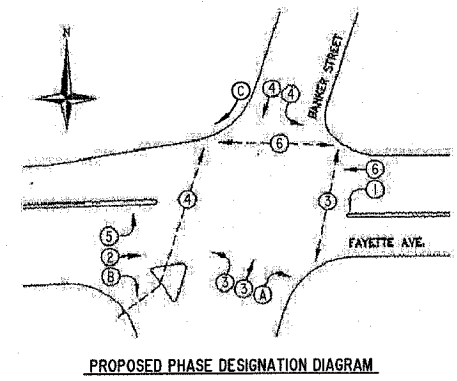 N
BANKER STREET
C
4
4
6
4
3
6
1
5
2
B
3
3
A
FAYETTE AVE.
PROPOSED PHASE DESIGNATION DIAGRAM